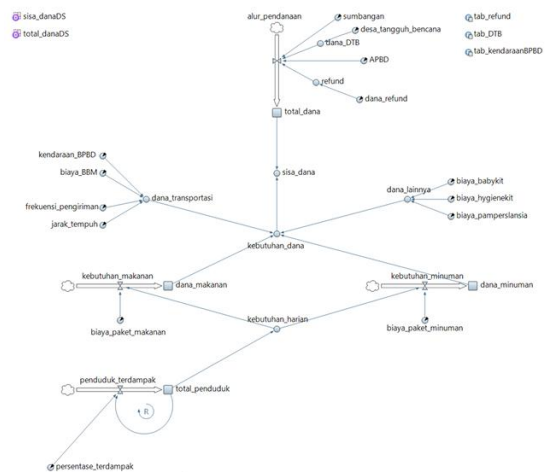 sisa_danaDS
total_danaDS
alur_pendanaan
sumbangan
desa_tangguh_bencana
dana_DTB
APBD
refund
dana_refund
total_dana
tab_refund
tab_DTB
tab_kendaraanBPBD
kendaraan_BPBD
biaya_BBM
dana_transportasi
frekuensi_pengiriman
jarak_tempuh
sisa_dana
dana_lainnya
biaya_babykit
biaya_hygienekit
biaya_pamperslansia
kebutuhan_dana
kebutuhan_makanan
dana_makanan
biaya_paket_makanan
kebutuhan_minuman
dana_minuman
biaya_paket_minuman
kebutuhan_harian
penduduk_terdampak
total_penduduk
R
persentase_terdampak